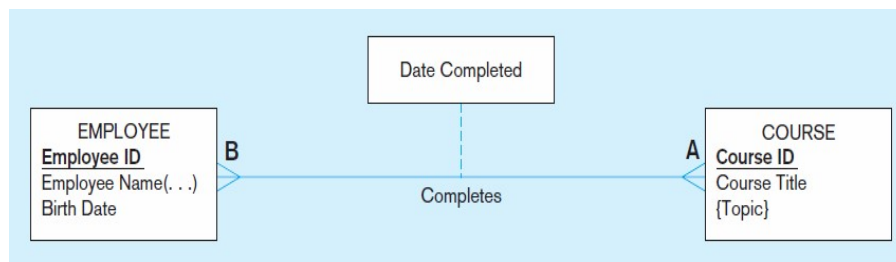 Date Completed
EMPLOYEE
Employee ID
Employee Name(. . .)
Birth Date
B
Completes
A
COURSE
Course ID
Course Title
{Topic}